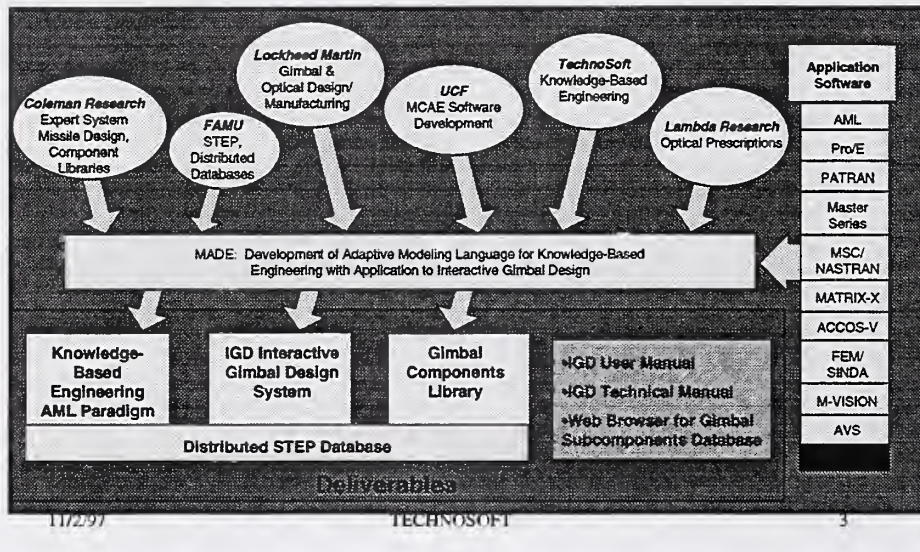 Coleman Research
Expert System
Missile Design,
Component
Libraries
FAMU
STEP,
Distributed
Databases
Lockheed Martin
Gimbal &
Optical Design/
Manufacturing
UCF
MCAE Software
Development
TechnoSoft
Knowledge-Based
Engineering
Lambda Research
Optical Prescriptions
Application
Software
AML
Pro/E
PATRAN
Master
Series
MSC/
NASTRAN
MATRIX-X
ACCOS-V
FEM/
SINDA
M-VISION
AVS
MADE: Development of Adaptive Modeling Language for Knowledge-Based
Engineering with Application to Interactive Gimbal Design
Knowledge-
Based
Engineering
AML Paradigm
IGD Interactive
Gimbal Design
System
Gimbal
Components
Library
Distributed STEP Database
•IGD User Manual
•IGD Technical Manual
•Web Browser for Gimbal
Subcomponents Database
Deliverables
11/2/97
TECHNOSOFT
3